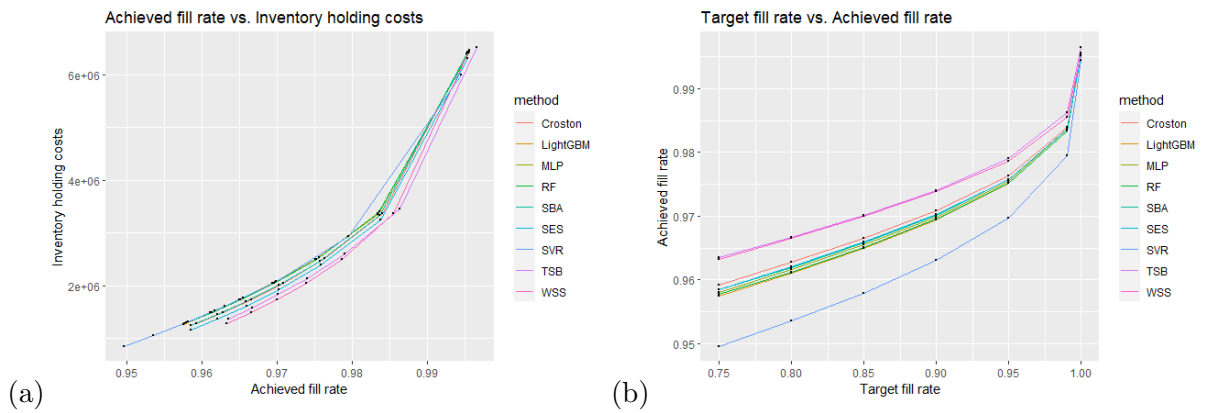 Achieved fill rate vs. Inventory holding costs
Inventory holding costs
6e+06
4e+06
2e+06
0.95 0.96 0.97 0.98 0.99
Achieved fill rate
method
Croston
LightGBM
MLP
RF
SBA
SES
SVR
TSB
WSS
(a)
Target fill rate vs. Achieved fill rate
Achieved fill rate
0.99
0.98
0.97
0.96
0.95
0.75 0.80 0.85 0.90 0.95 1.00
Target fill rate
method
Croston
LightGBM
MLP
RF
SBA
SES
SVR
TSB
WSS
(b)